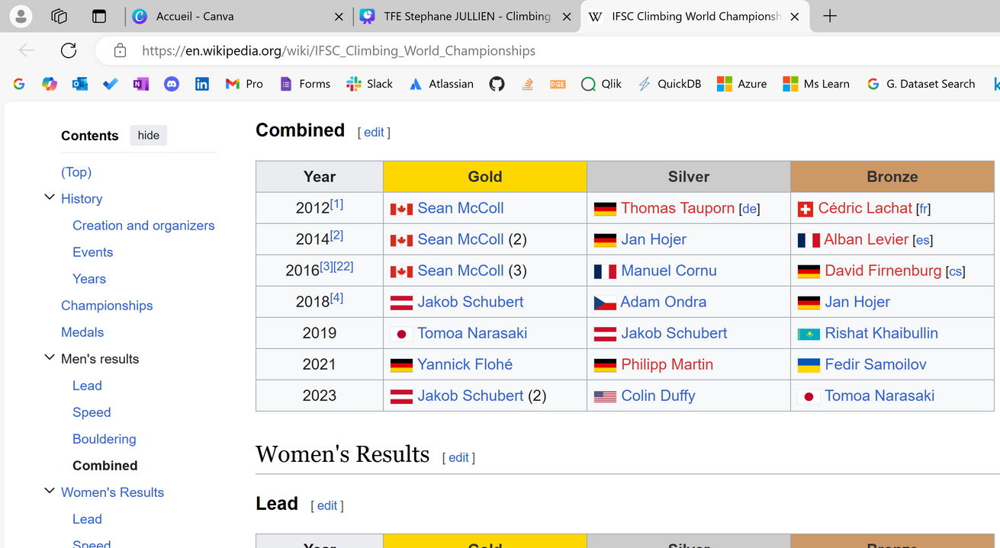 Accueil - Canva
TFE Stephane JULLIEN - Climbing
IFSC Climbing World Championsh
https://en.wikipedia.org/wiki/IFSC_Climbing_World_Championships
Pro Forms Slack Atlassian PGE Qlik QuickDB Azure Ms Learn G. Dataset Search
Contents hide
(Top)
History
Creation and organizers
Events
Years
Championships
Medals
Men's results
Lead
Speed
Bouldering
Combined
Women's Results
Lead
Speed
Combined [ edit ]
Year Gold Silver Bronze
2012[1] Sean McColl Thomas Tauporn [de] Cédric Lachat [fr]
2014[2] Sean McColl (2) Jan Hojer Alban Levier [es]
2016[3][22] Sean McColl (3) Manuel Cornu David Firnenburg [cs]
2018[4] Jakob Schubert Adam Ondra Jan Hojer
2019 Tomoa Narasaki Jakob Schubert Rishat Khaibullin
2021 Yannick Flohé Philipp Martin Fedir Samoilov
2023 Jakob Schubert (2) Colin Duffy Tomoa Narasaki
Women's Results [ edit ]
Lead [ edit ]
Year Gold Silver Bronze